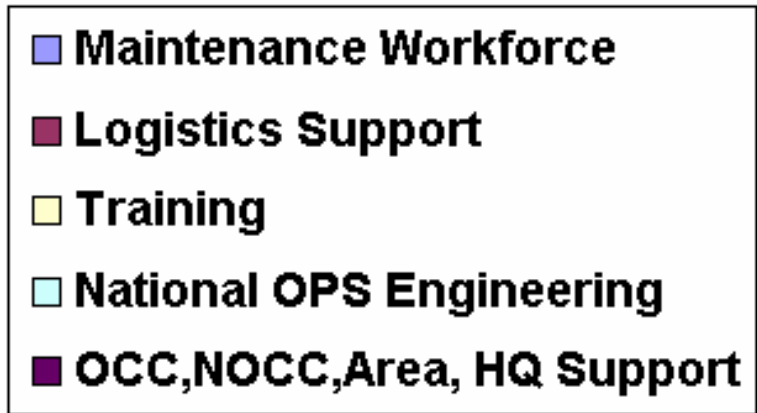 Maintenance Workforce
Logistics Support
Training
National OPS Engineering
OCC,NOCC,Area, HQ Support